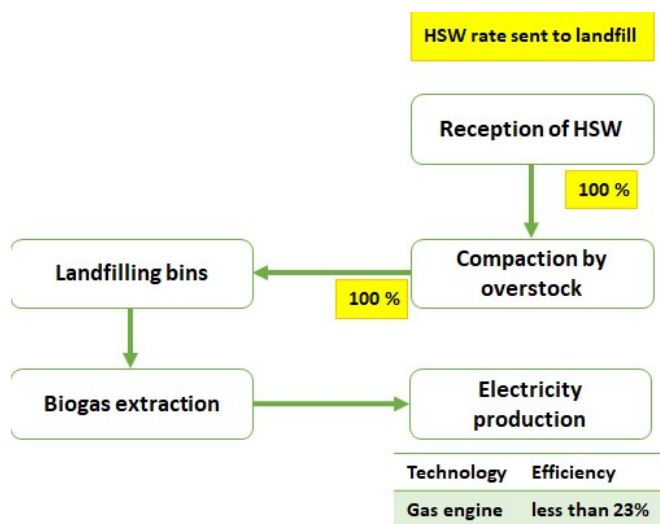 HSW rate sent to landfill
Reception of HSW
100 %
Compaction by
overstock
100 %
Landfilling bins
Biogas extraction
Electricity
production
Technology Efficiency
Gas engine less than 23%